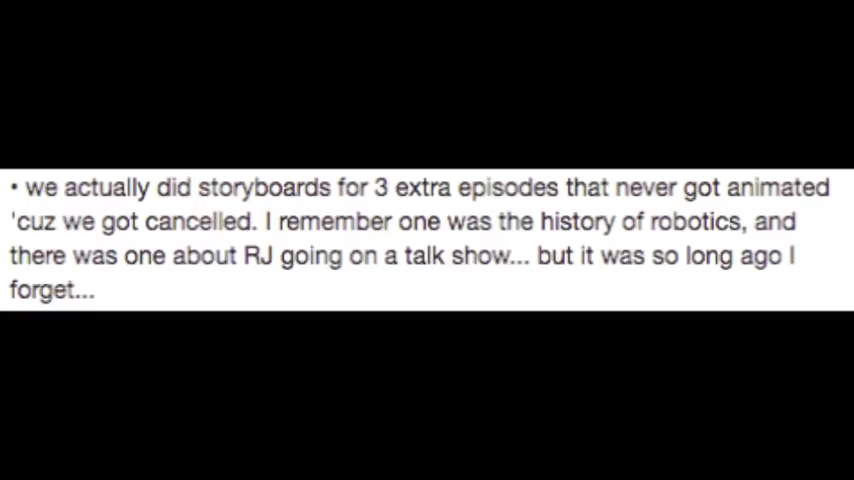 • we actually did storyboards for 3 extra episodes that never got animated
'cuz we got cancelled. I remember one was the history of robotics, and
there was one about RJ going on a talk show... but it was so long ago I
forget...